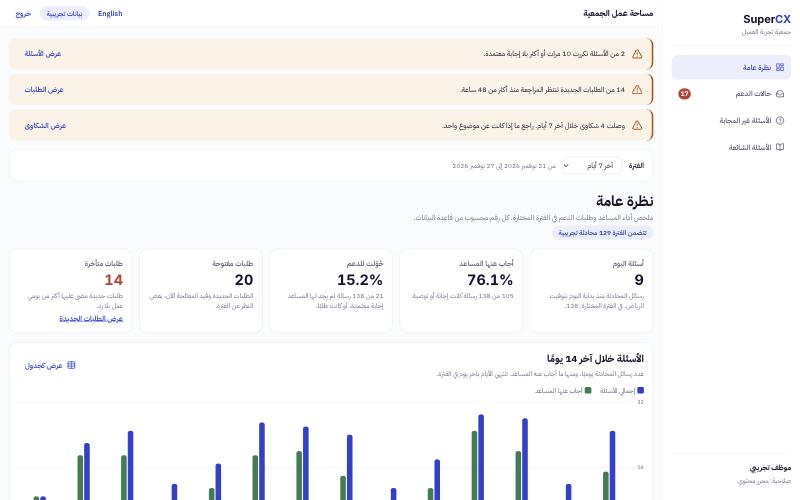 SuperCX
جمعية تجربة العميل
نظرة عامة
حالات الدعم
17
الأسئلة غير المجابة
الأسئلة الشائعة
موظف تجريبي
صلاحية: محرر محتوى
مساحة عمل الجمعية
English
بيانات تجريبية
خروج
2 من الأسئلة تكررت 10 مرات أو أكثر بلا إجابة معتمدة.
عرض الأسئلة
14 من الطلبات الجديدة تنتظر المراجعة منذ أكثر من 48 ساعة.
عرض الطلبات
وصلت 4 شكاوى خلال آخر 7 أيام. راجع ما إذا كانت عن موضوع واحد.
عرض الشكاوى
الفترة
آخر 7 أيام
من 21 نوفمبر 2026 إلى 27 نوفمبر 2026
نظرة عامة
ملخص أداء المساعد وطلبات الدعم في الفترة المختارة. كل رقم محسوب من قاعدة البيانات.
تتضمن الفترة 129 محادثة تجريبية
أسئلة اليوم
9
رسائل المحادثة منذ بداية اليوم بتوقيت
الرياض. في الفترة المختارة: 138.
أجاب عنها المساعد
76.1%
105 من 138 رسالة كانت إجابة أو توصية.
حُوّلت للدعم
15.2%
21 من 138 رسالة لم يجد لها المساعد
إجابة معتمدة، أو كانت طلبًا.
طلبات مفتوحة
20
الطلبات الجديدة وقيد المعالجة الآن، بغض
النظر عن الفترة.
طلبات متأخرة
14
طلبات جديدة مضى عليها أكثر من يومي
عمل بلا رد.
عرض الطلبات الجديدة
الأسئلة خلال آخر 14 يومًا
عرض كجدول
عدد رسائل المحادثة يوميًا، ومنها ما أجاب عنه المساعد. تنتهي الأيام بآخر يوم في الفترة.
إجمالي الأسئلة
أجاب عنها المساعد
32
16